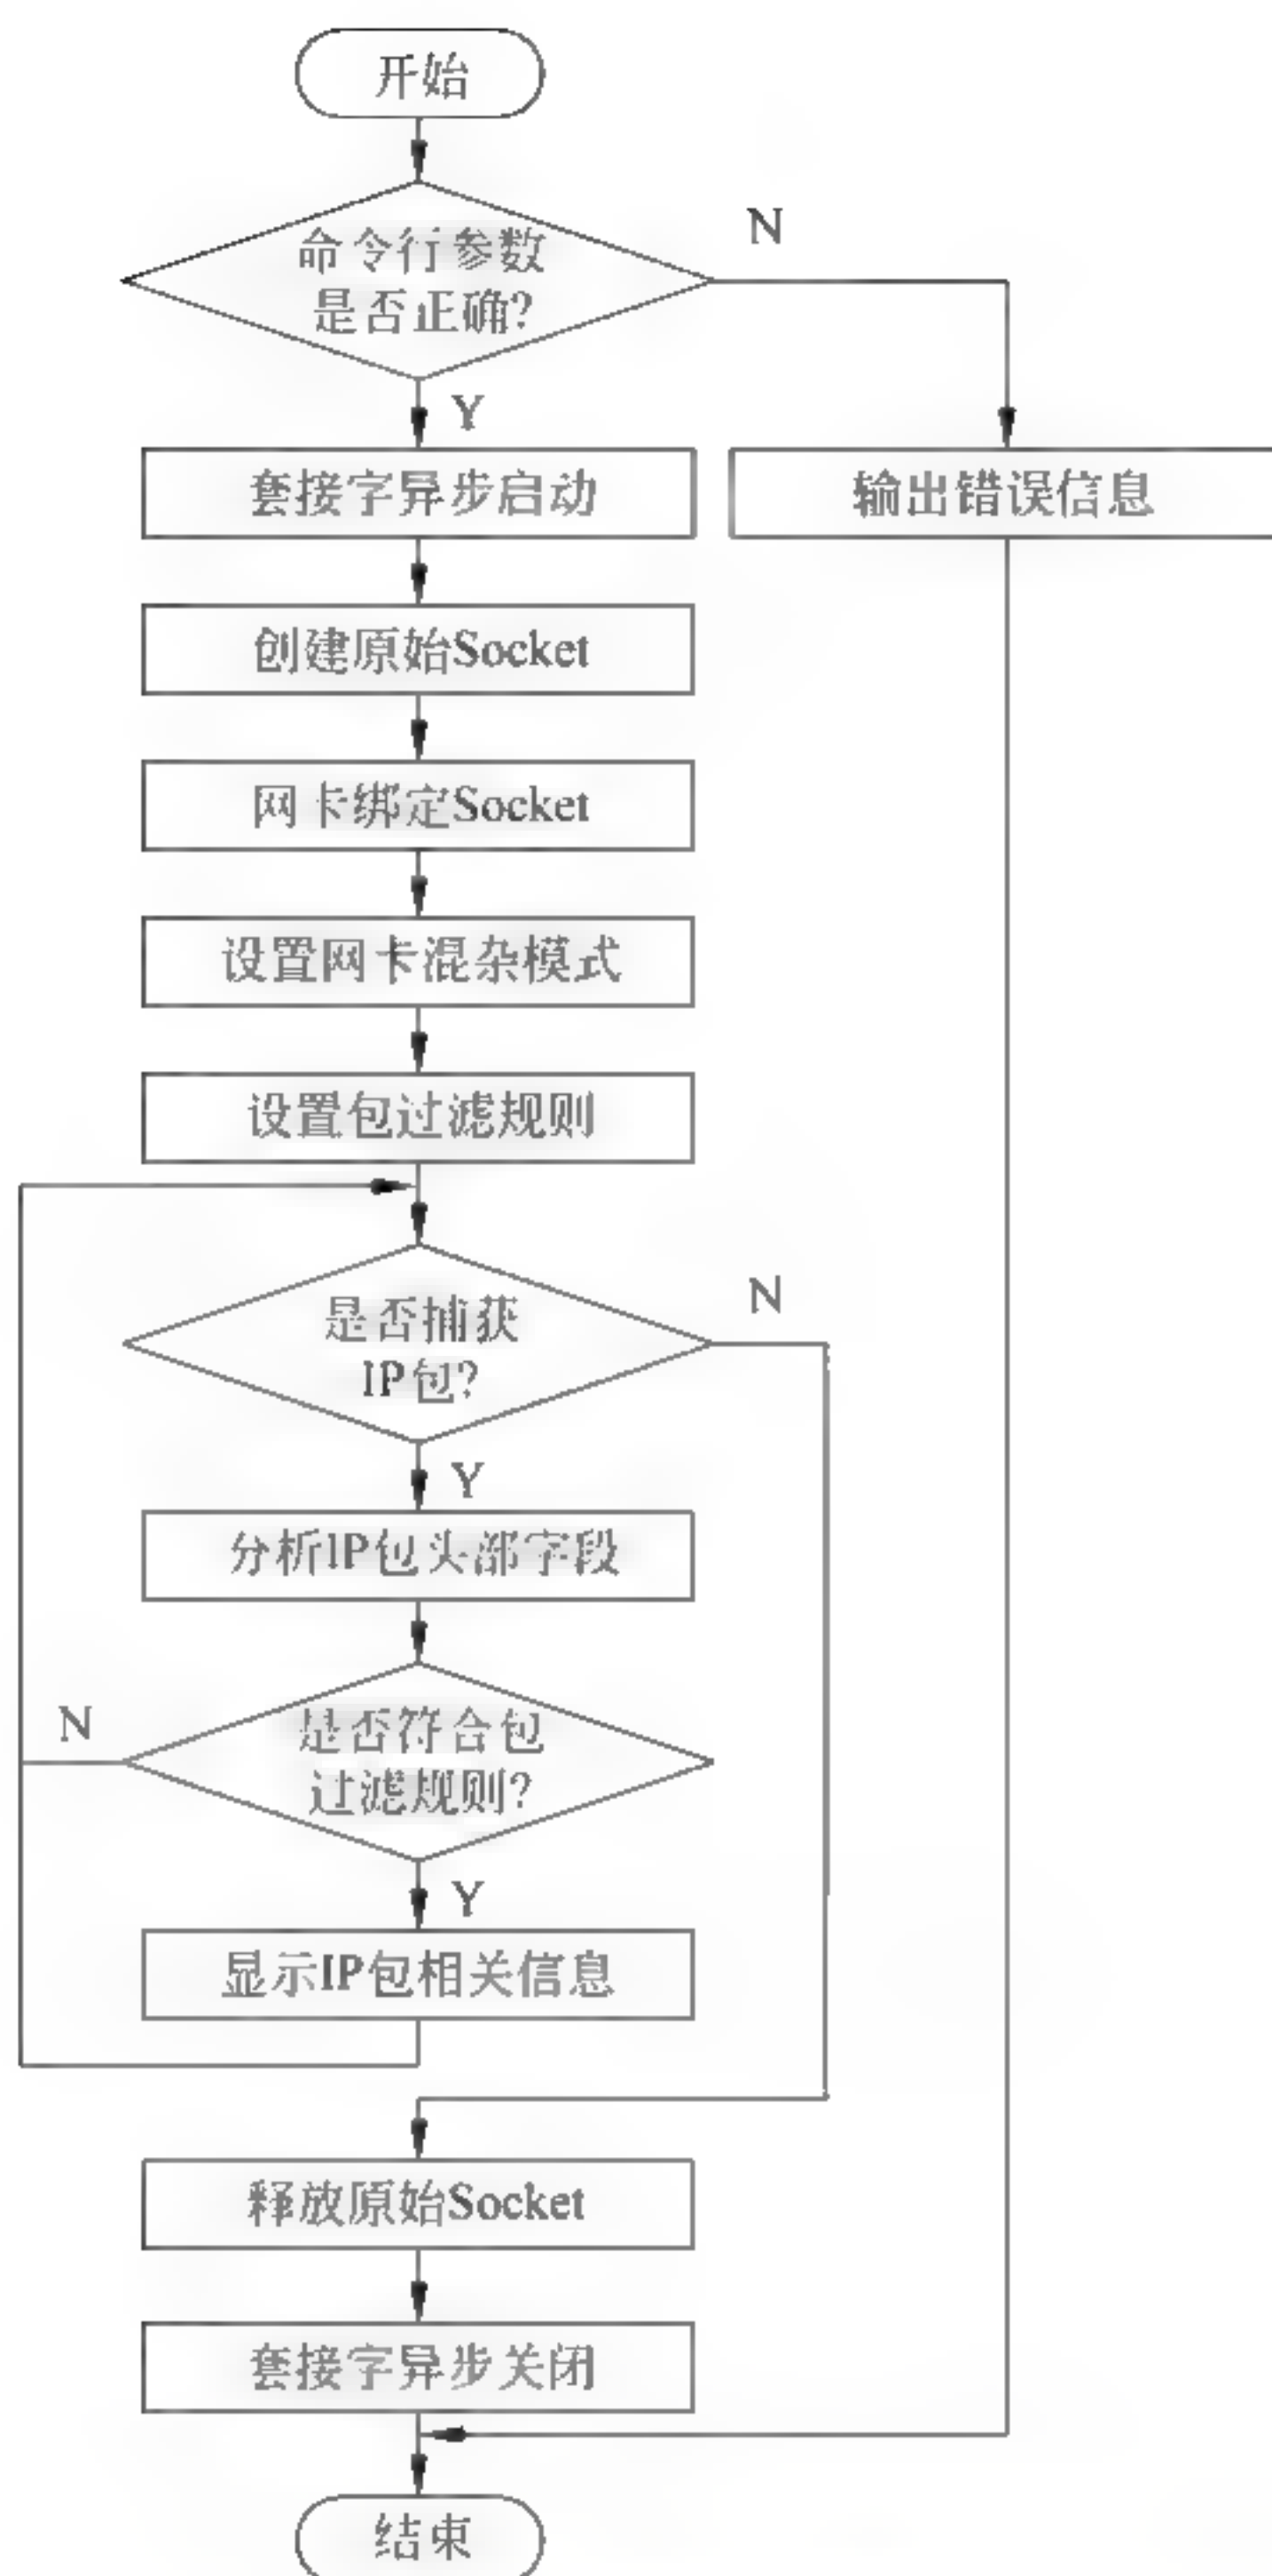 开始
命令行参数
是否正确?
N
Y
套接字异步启动
输出错误信息
创建原始Socket
网卡绑定Socket
设置网卡混杂模式
设置包过滤规则
是否捕获
IP包?
N
Y
分析IP包头部字段
是否符合包
过滤规则?
N
Y
显示IP包相关信息
释放原始Socket
套接字异步关闭
结束